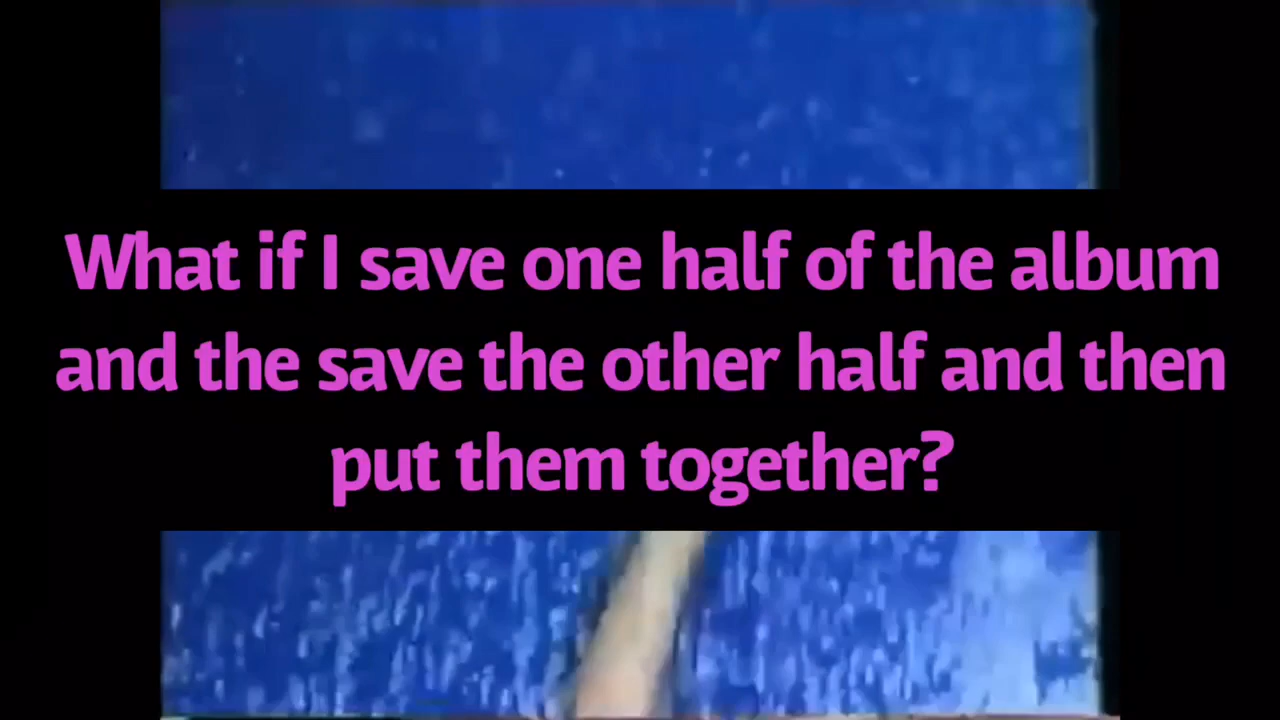 What if I save one half of the album
and the save the other half and then
put them together?